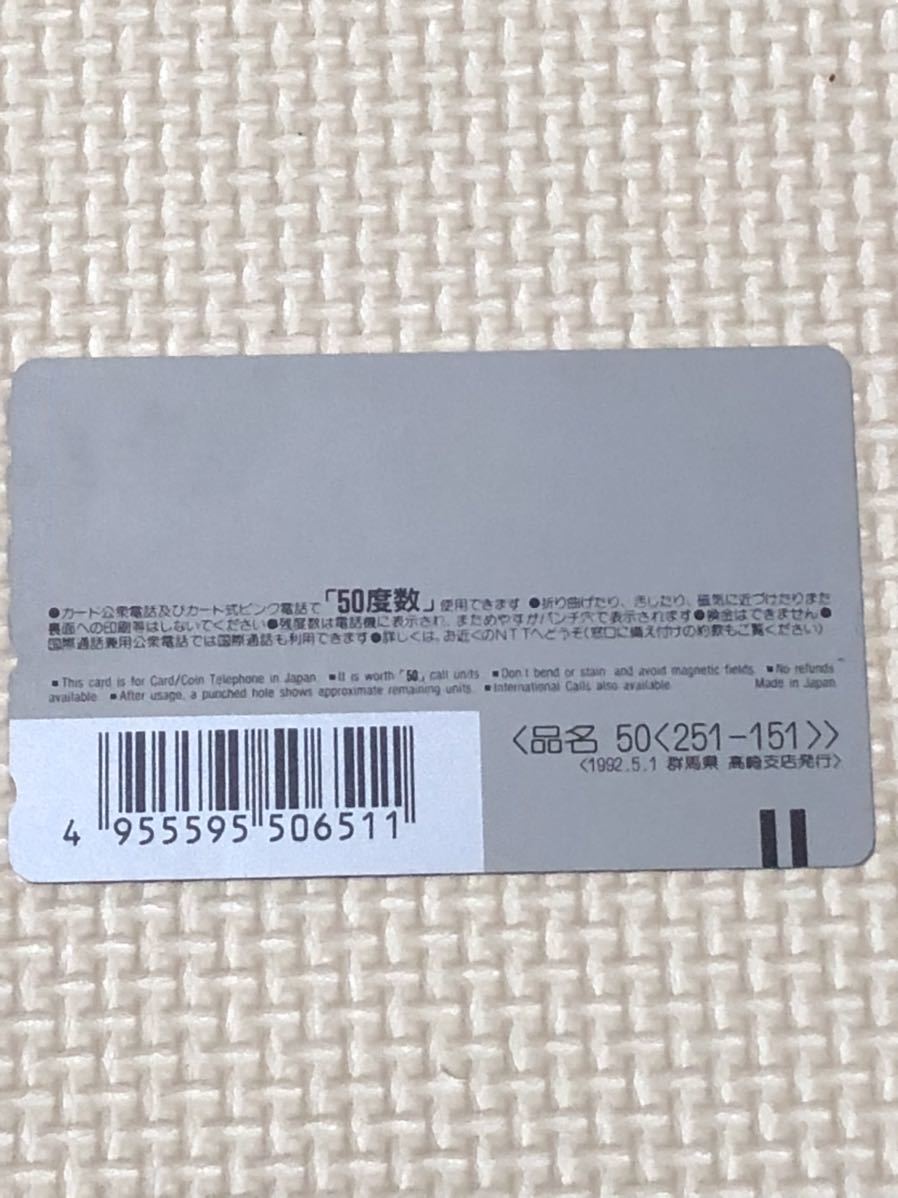 ●カード公衆電話及びカード式ピンク電話で「50度数」使用できます ●折り曲げたり、汚したり、磁気に近づけたりまた
裏面への印刷等はしないでください●残度数は電話機に表示され、まためやすがパンチ穴で表示されます●換金はできません●
国際通話兼用公衆電話では国際通話も利用できます●詳しくは、お近くのNTTへどうぞ(窓口に備え付けの約款もご覧ください)
■This card is for Card/Coin Telephone in Japan ■It is worth「50」call units ■Don't bend or stain and avoid magnetic fields. ■No refunds
available. ■After usage, a punched hole shows approximate remaining units. ■International Calls also available. Made in Japan
<品名 50<251-151>>
<1992.5.1 群馬県 高崎支店発行>
4 955595 506511